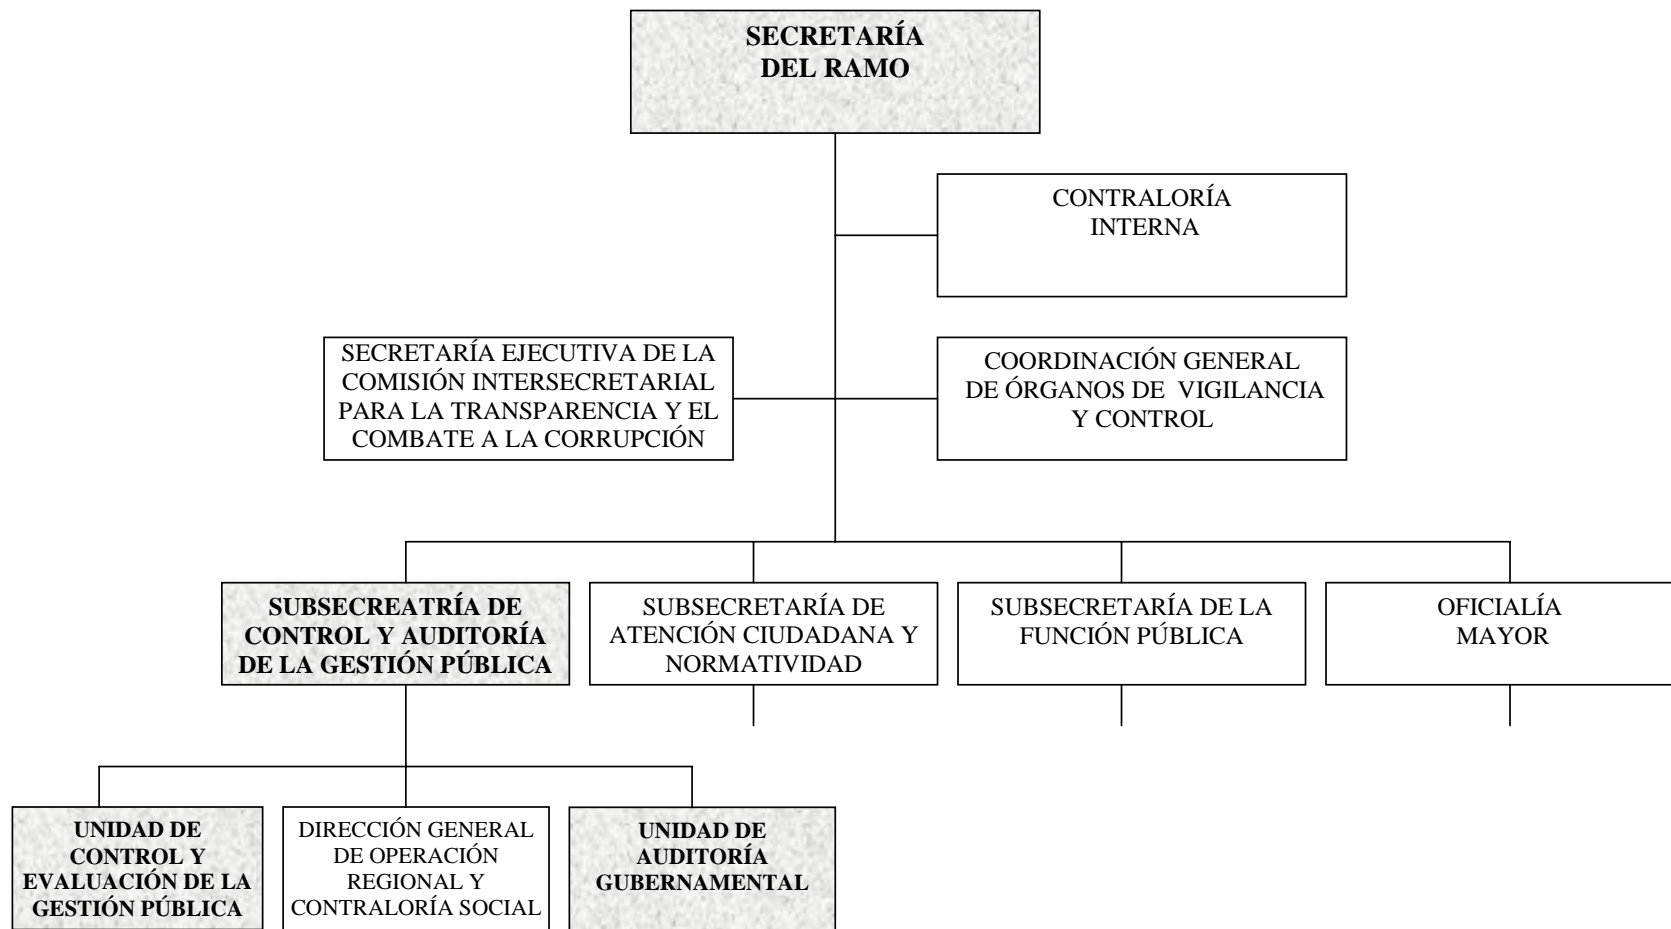 SECRETARÍA
DEL RAMO
CONTRALORÍA
INTERNA
SECRETARÍA EJECUTIVA DE LA
COMISIÓN INTERSECRETARIAL
PARA LA TRANSPARENCIA Y EL
COMBATE A LA CORRUPCIÓN
COORDINACIÓN GENERAL
DE ÓRGANOS DE VIGILANCIA
Y CONTROL
SUBSECREATRÍA DE
CONTROL Y AUDITORÍA
DE LA GESTIÓN PÚBLICA
SUBSECRETARÍA DE
ATENCIÓN CIUDADANA Y
NORMATIVIDAD
SUBSECRETARÍA DE LA
FUNCIÓN PÚBLICA
OFICIALÍA
MAYOR
UNIDAD DE
CONTROL Y
EVALUACIÓN DE LA
GESTIÓN PÚBLICA
DIRECCIÓN GENERAL
DE OPERACIÓN
REGIONAL Y
CONTRALORÍA SOCIAL
UNIDAD DE
AUDITORÍA
GUBERNAMENTAL